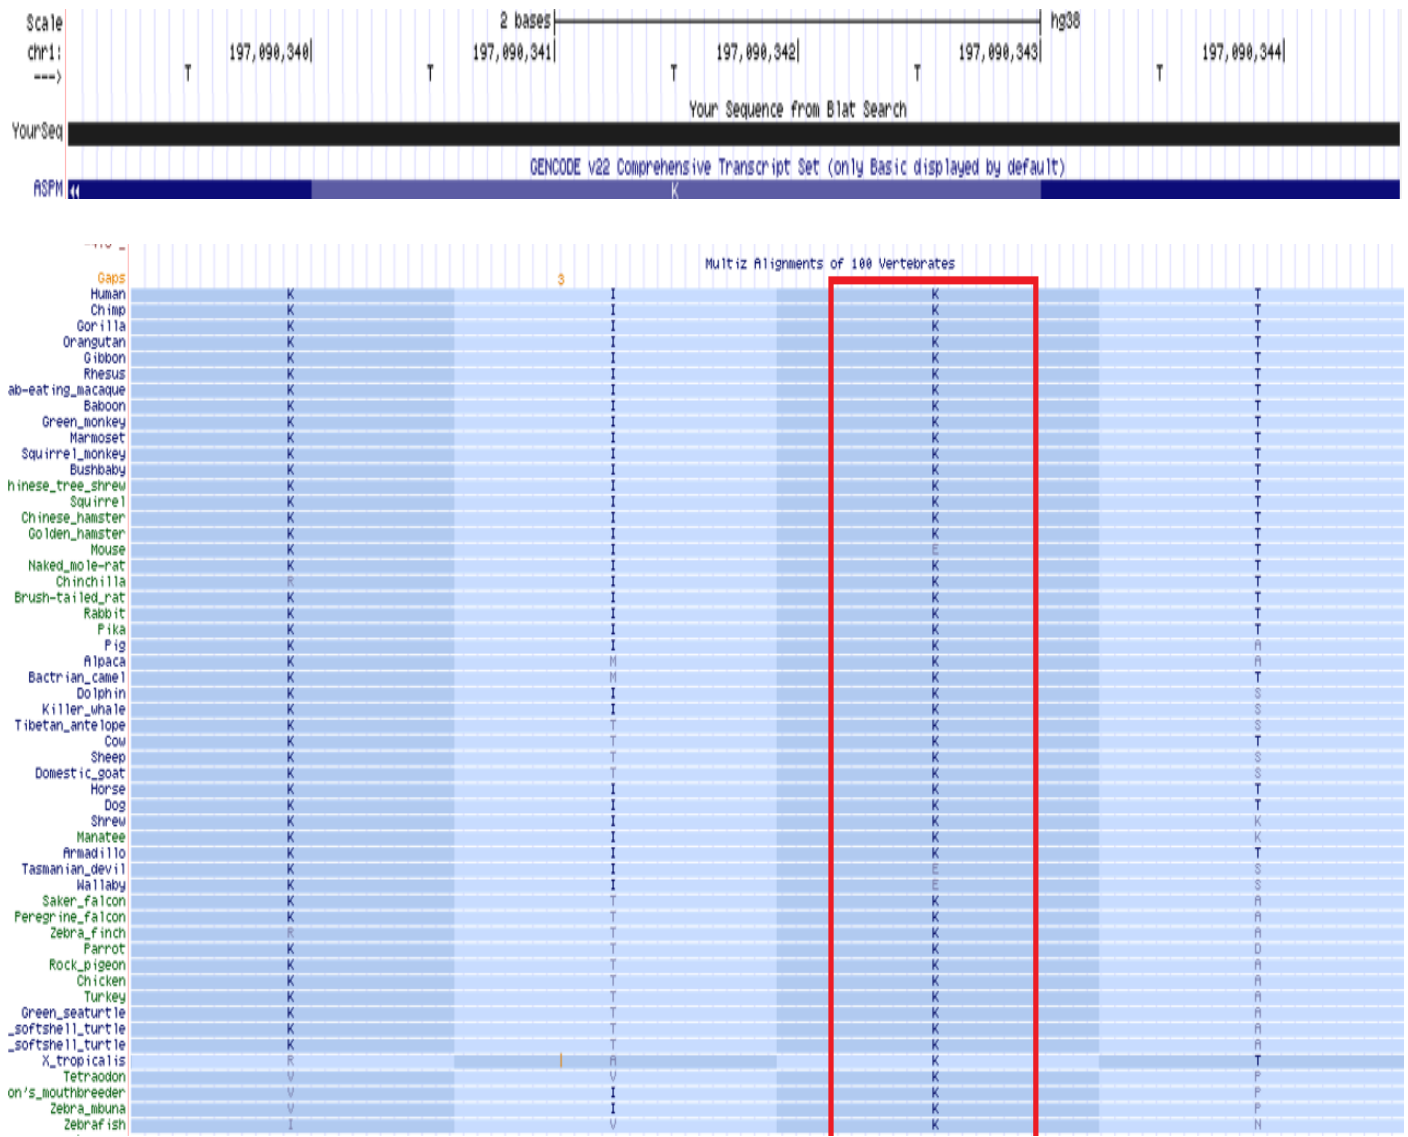 Scale 2 bases hg38
chr1: 197,090,340 197,090,341 197,090,342 197,090,343 197,090,344
---> T T T T T
Your Sequence from Blat Search
YourSeq
GENCODE v22 Comprehensive Transcript Set (only Basic displayed by default)
ASPM K
Multiz Alignments of 100 Vertebrates
Gaps 3
Human K I K T
Chimp K I K T
Gorilla K I K T
Orangutan K I K T
Gibbon K I K T
Rhesus K I K T
ab-eating_macaque K I K T
Baboon K I K T
Green_monkey K I K T
Marmoset K I K T
Squirrel_monkey K I K T
Bushbaby K I K T
hinese_tree_shrew K I K T
Squirrel K I K T
Chinese_hamster K I K T
Golden_hamster K I K T
Mouse K I E T
Naked_mole-rat K I K T
Chinchilla R I K T
Brush-tailed_rat K I K T
Rabbit K I K T
Pika K I K T
Pig K I K A
Alpaca K M K A
Bactrian_camel K M K T
Dolphin K I K S
Killer_whale K I K S
Tibetan_antelope K T K S
Cow K T K T
Sheep K T K S
Domestic_goat K T K S
Horse K I K T
Dog K I K T
Shrew K I K K
Manatee K I K K
Armadillo K I K T
Tasmanian_devil K I E S
Wallaby K I E S
Saker_falcon K T K A
Peregrine_falcon K T K A
Zebra_finch R T K A
Parrot K T K D
Rock_pigeon K T K A
Chicken K T K A
Turkey K T K A
Green_seaturtle K T K A
_softshell_turtle K T K A
_softshell_turtle K T K A
X_tropicalis R A K T
Tetraodon V V K P
on's_mouthbreeder V I K P
Zebra_mbuna V I K P
Zebrafish I V K N